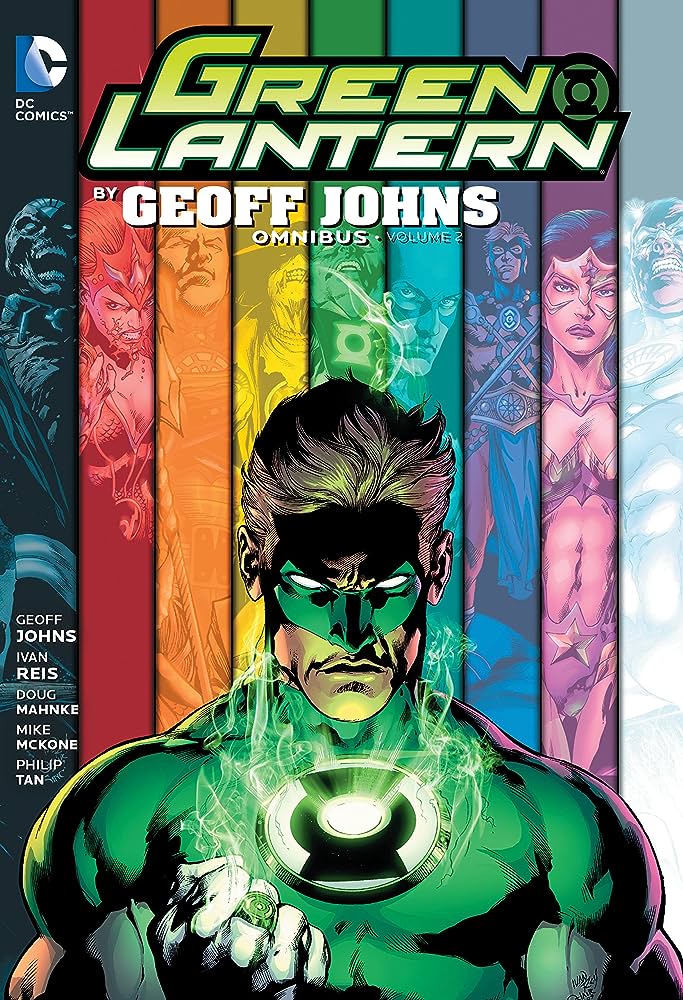 DC
COMICS™
GREEN
LANTERN®
BY GEOFF JOHNS
OMNIBUS • VOLUME 2
GEOFF
JOHNS
IVAN
REIS
DOUG
MAHNKE
MIKE
MCKONE
PHILIP
TAN